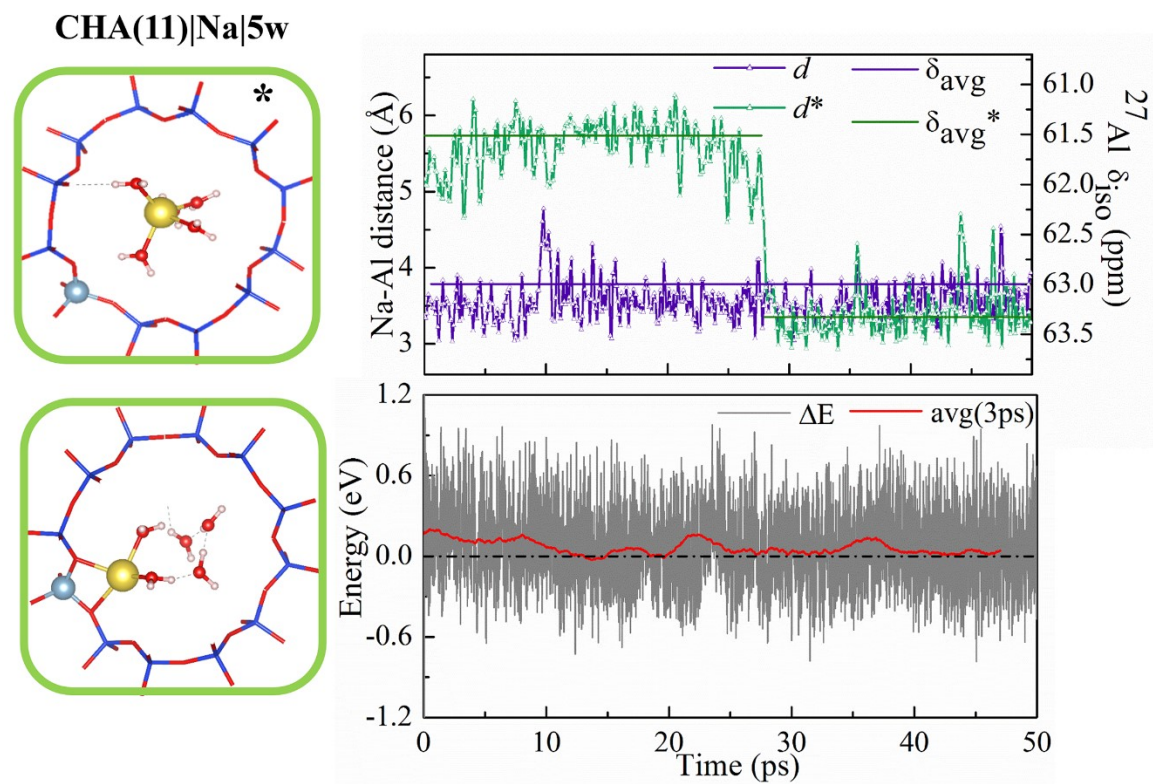 CHA(11)|Na|5w
*
d
δavg
d*
δavg*
Na-Al distance (Å)
6
5
4
3
61.0
61.5
62.0
62.5
63.0
63.5
27Al δiso (ppm)
ΔE
avg(3ps)
Energy (eV)
1.2
0.6
0.0
-0.6
-1.2
0
10
20
30
40
50
Time (ps)